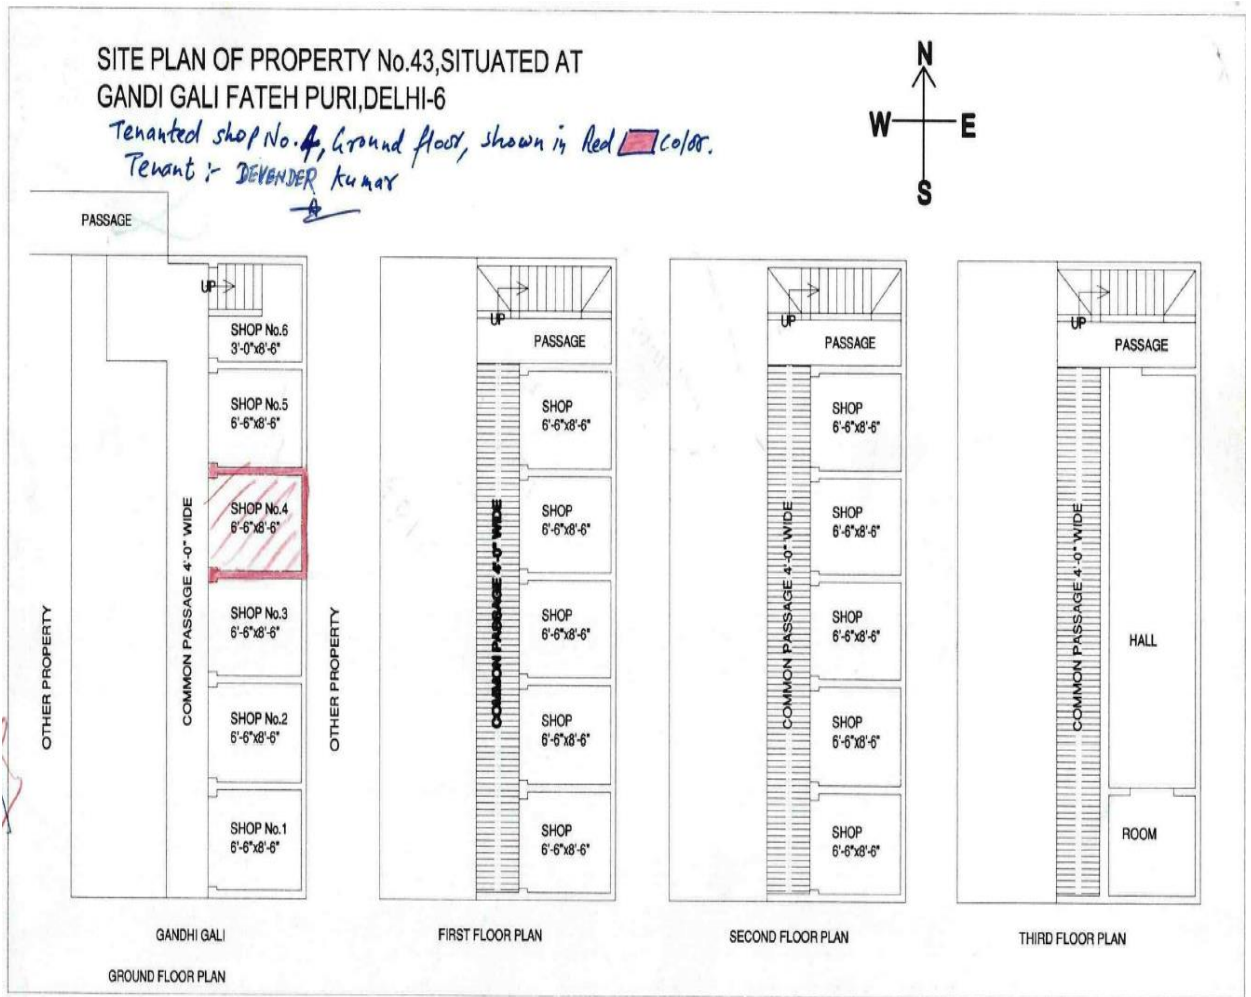 SITE PLAN OF PROPERTY No.43,SITUATED AT
GANDI GALI FATEH PURI,DELHI-6
Tenanted shop No.4, Ground floor, shown in Red color.
Tenant :- DEVENDER Kumar
N
W E
S
PASSAGE
UP
SHOP No.6
3'-0"x8'-6"
SHOP No.5
6'-6"x8'-6"
SHOP No.4
6'-6"x8'-6"
SHOP No.3
6'-6"x8'-6"
SHOP No.2
6'-6"x8'-6"
SHOP No.1
6'-6"x8'-6"
OTHER PROPERTY
COMMON PASSAGE 4'-0" WIDE
OTHER PROPERTY
GANDHI GALI
GROUND FLOOR PLAN
UP
PASSAGE
COMMON PASSAGE 4'-0" WIDE
SHOP
6'-6"x8'-6"
SHOP
6'-6"x8'-6"
SHOP
6'-6"x8'-6"
SHOP
6'-6"x8'-6"
SHOP
6'-6"x8'-6"
FIRST FLOOR PLAN
UP
PASSAGE
COMMON PASSAGE 4'-0" WIDE
SHOP
6'-6"x8'-6"
SHOP
6'-6"x8'-6"
SHOP
6'-6"x8'-6"
SHOP
6'-6"x8'-6"
SHOP
6'-6"x8'-6"
SECOND FLOOR PLAN
UP
PASSAGE
COMMON PASSAGE 4'-0" WIDE
HALL
ROOM
THIRD FLOOR PLAN